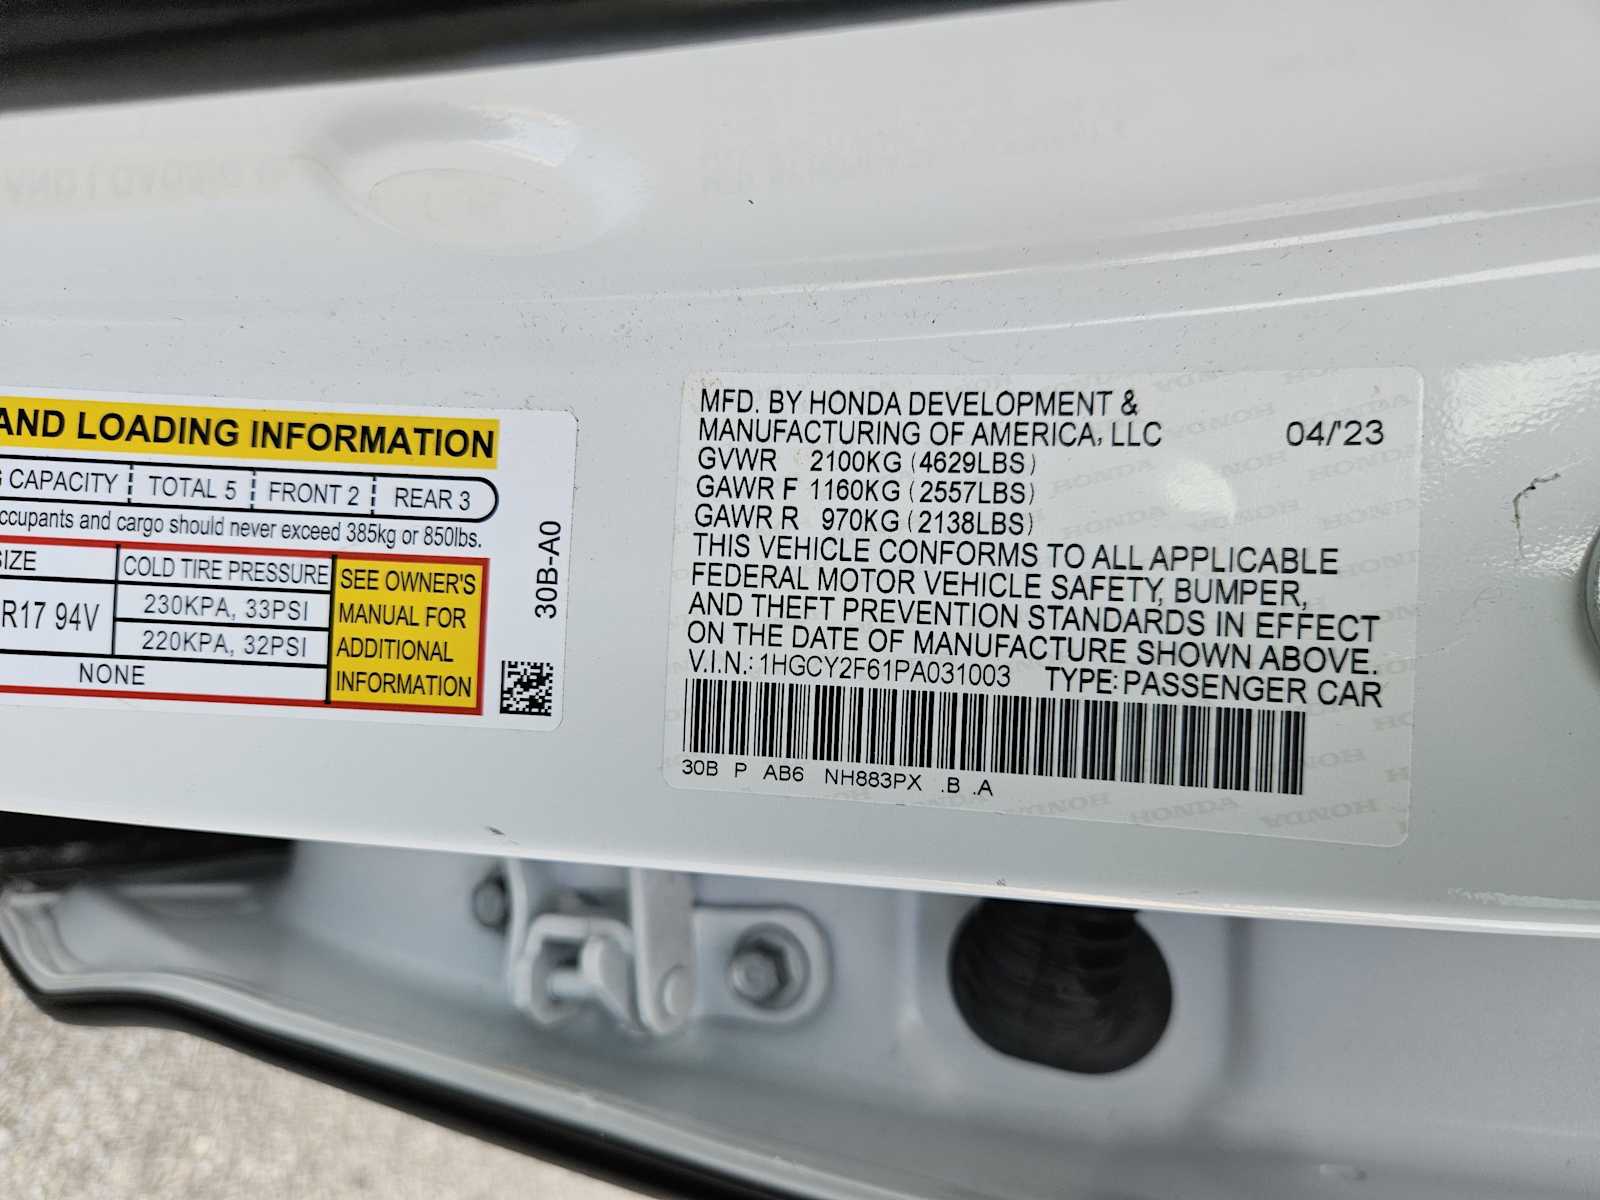 AND LOADING INFORMATION
CAPACITY TOTAL 5 FRONT 2 REAR 3
ccupants and cargo should never exceed 385kg or 850lbs.
SIZE COLD TIRE PRESSURE
R17 94V
230KPA, 33PSI
220KPA, 32PSI
NONE
SEE OWNER'S
MANUAL FOR
ADDITIONAL
INFORMATION
30B-A0
MFD. BY HONDA DEVELOPMENT &
MANUFACTURING OF AMERICA, LLC 04/'23
GVWR 2100KG (4629LBS)
GAWR F 1160KG (2557LBS)
GAWR R 970KG (2138LBS)
THIS VEHICLE CONFORMS TO ALL APPLICABLE
FEDERAL MOTOR VEHICLE SAFETY, BUMPER,
AND THEFT PREVENTION STANDARDS IN EFFECT
ON THE DATE OF MANUFACTURE SHOWN ABOVE.
V.I.N.: 1HGCY2F61PA031003 TYPE: PASSENGER CAR
30B P AB6 NH883PX .B .A
HONDA HONDA HONDA